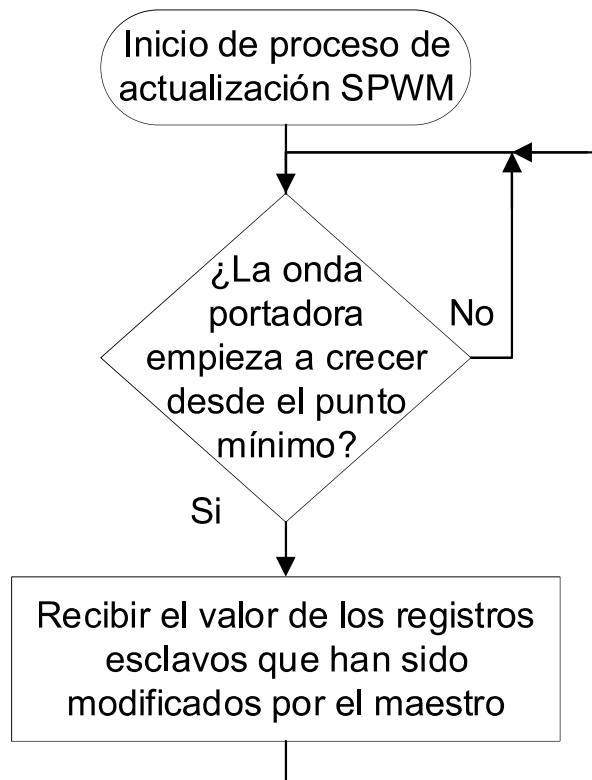 Inicio de proceso de
actualización SPWM
¿La onda
portadora
empieza a crecer
desde el punto
mínimo?
No
Si
Recibir el valor de los registros
esclavos que han sido
modificados por el maestro